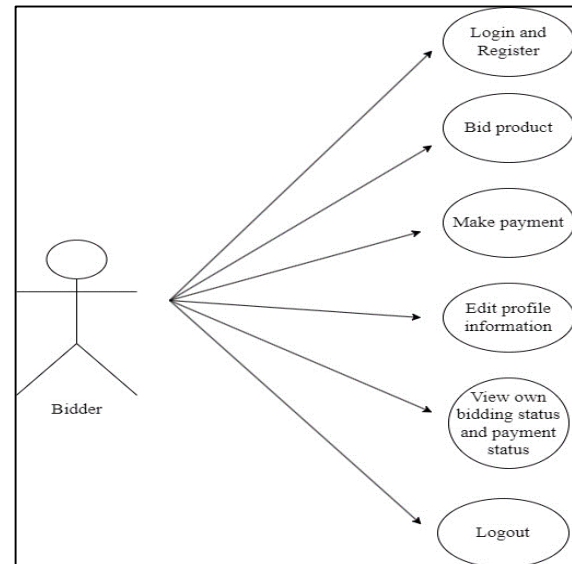 Login and
Register
Bid product
Make payment
Edit profile
information
Bidder
View own
bidding status
and payment
status
Logout